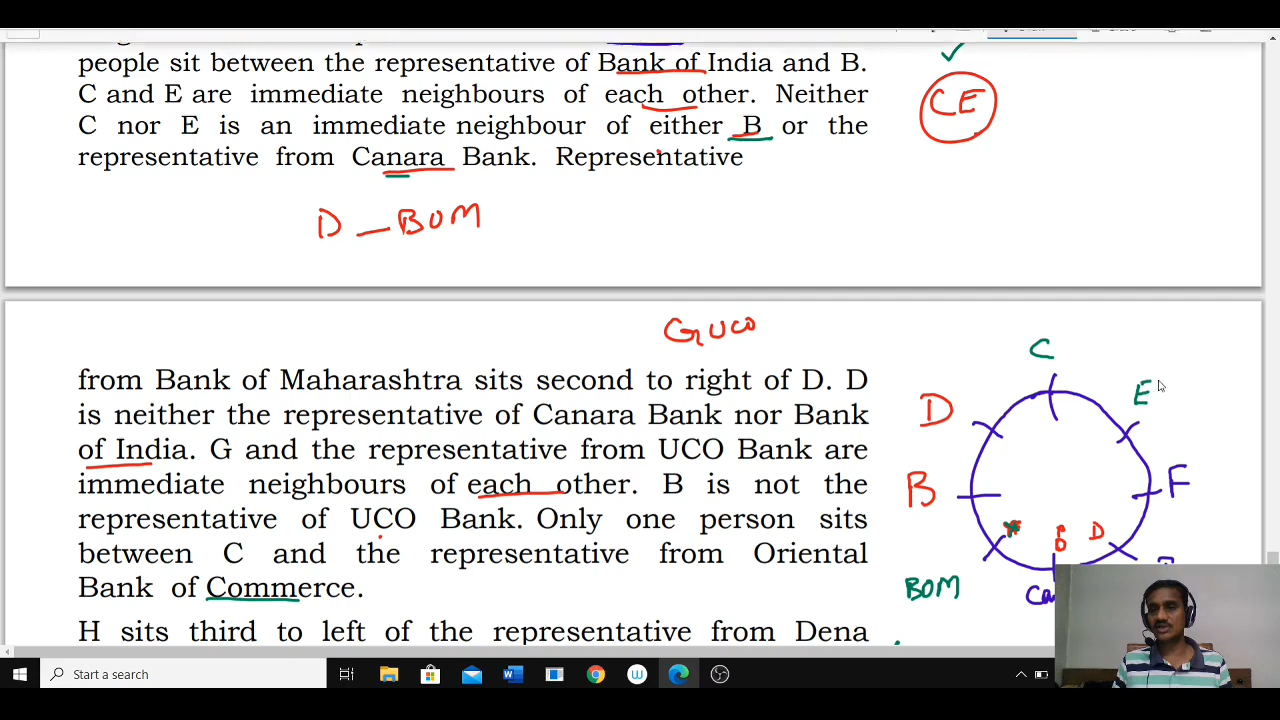 people sit between the representative of Bank of India and B.
C and E are immediate neighbours of each other. Neither
CE
C nor E is an immediate neighbour of either B or the
representative from Canara Bank. Representative
D _ BOM
G UCO
C
from Bank of Maharashtra sits second to right of D. D
E
is neither the representative of Canara Bank nor Bank
D
of India. G and the representative from UCO Bank are
immediate neighbours of each other. B is not the
B
F
representative of UCO Bank. Only one person sits
B D
between C and the representative from Oriental
Bank of Commerce.
BOM
H sits third to left of the representative from Dena
Start a search